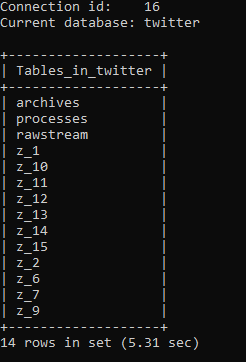 Connection id:    16
Current database: twitter
+-------------------+
| Tables_in_twitter |
+-------------------+
| archives          |
| processes         |
| rawstream         |
| z_1               |
| z_10              |
| z_11              |
| z_12              |
| z_13              |
| z_14              |
| z_15              |
| z_2               |
| z_6               |
| z_7               |
| z_9               |
+-------------------+
14 rows in set (5.31 sec)